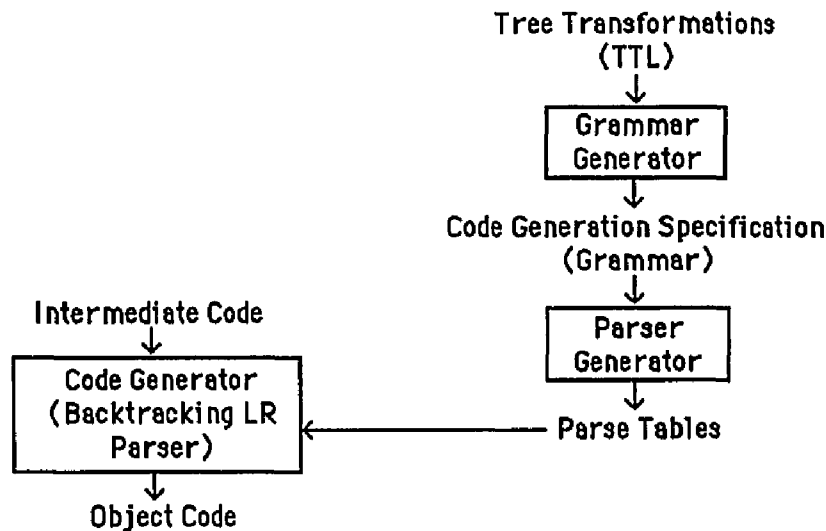 Tree Transformations
(TTL)
Grammar
Generator
Code Generation Specification
(Grammar)
Parser
Generator
Parse Tables
Intermediate Code
Code Generator
(Backtracking LR
Parser)
Object Code